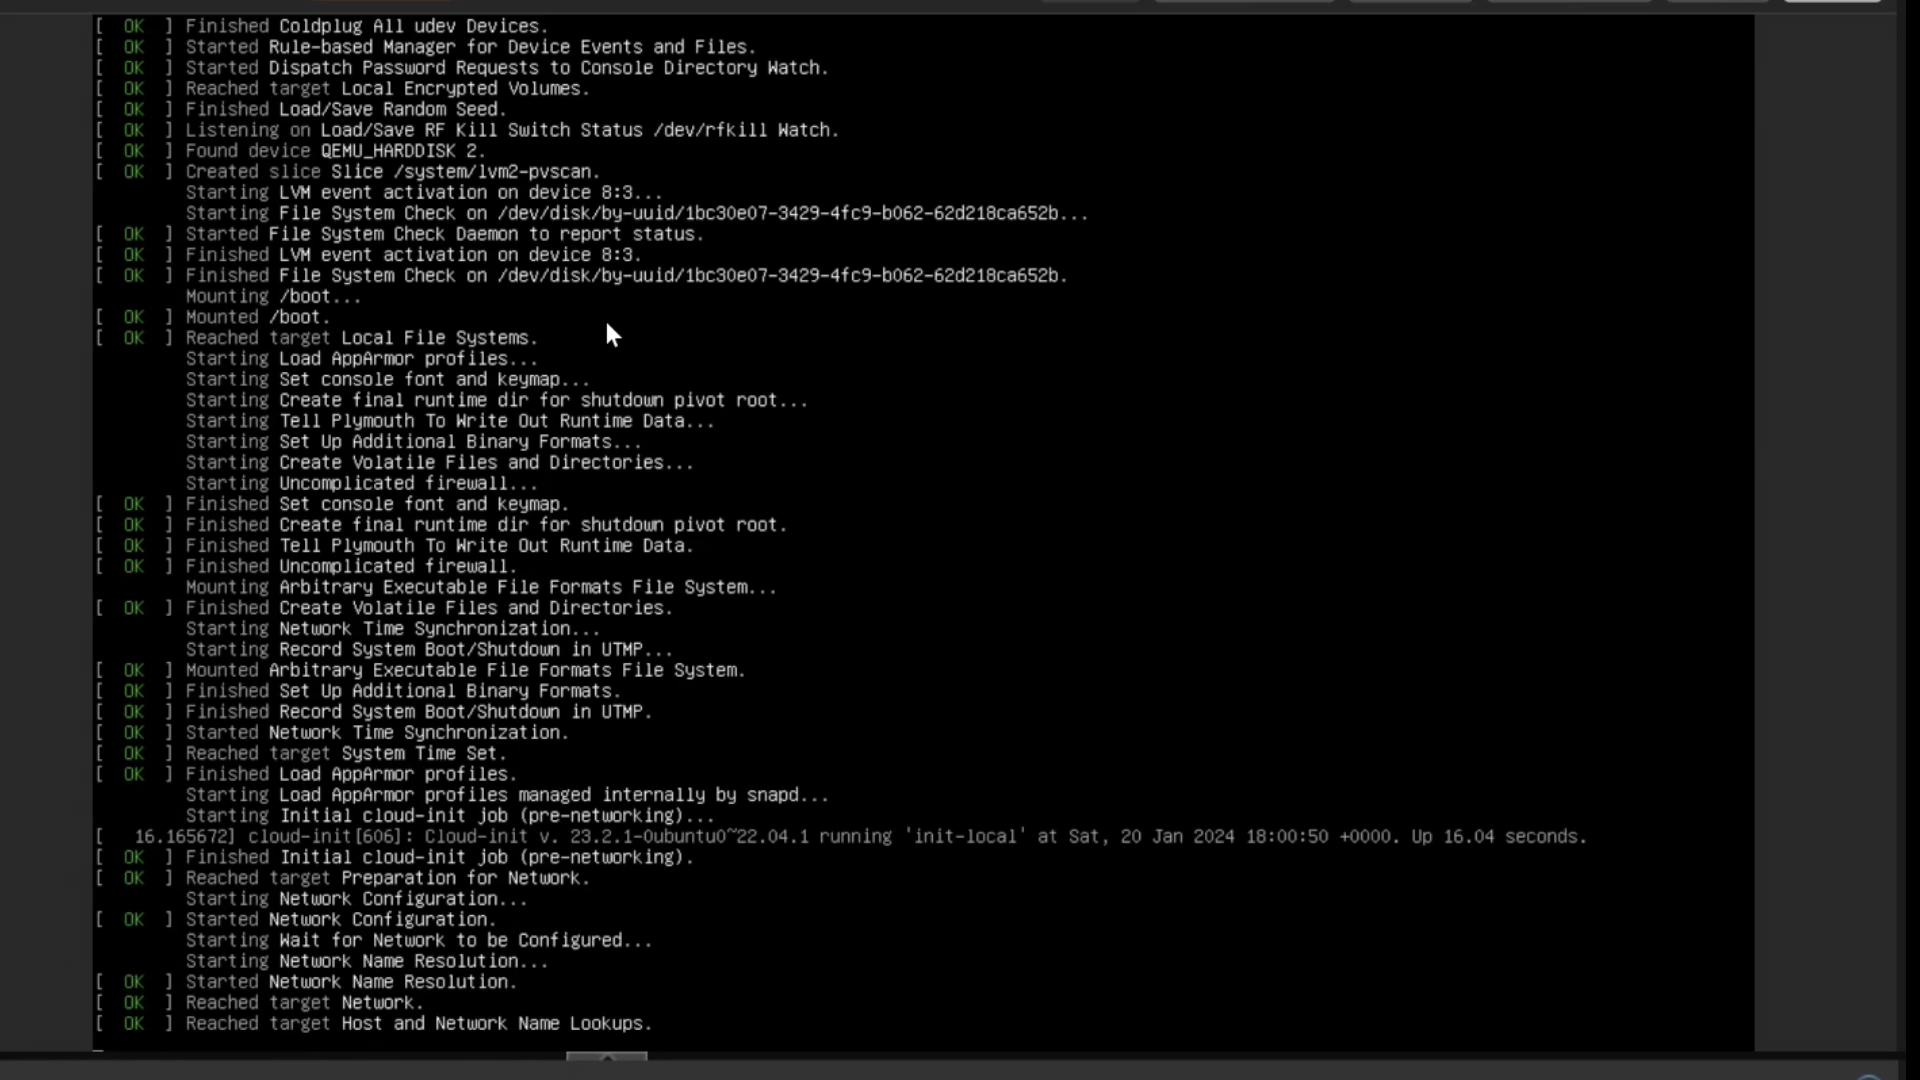 [  OK  ] Finished Coldplug All udev Devices.
[  OK  ] Started Rule-based Manager for Device Events and Files.
[  OK  ] Started Dispatch Password Requests to Console Directory Watch.
[  OK  ] Reached target Local Encrypted Volumes.
[  OK  ] Finished Load/Save Random Seed.
[  OK  ] Listening on Load/Save RF Kill Switch Status /dev/rfkill Watch.
[  OK  ] Found device QEMU_HARDDISK 2.
[  OK  ] Created slice Slice /system/lvm2-pvscan.
Starting LVM event activation on device 8:3...
Starting File System Check on /dev/disk/by-uuid/1bc30e07-3429-4fc9-b062-62d218ca652b...
[  OK  ] Started File System Check Daemon to report status.
[  OK  ] Finished LVM event activation on device 8:3.
[  OK  ] Finished File System Check on /dev/disk/by-uuid/1bc30e07-3429-4fc9-b062-62d218ca652b.
Mounting /boot...
[  OK  ] Mounted /boot.
[  OK  ] Reached target Local File Systems.
Starting Load AppArmor profiles...
Starting Set console font and keymap...
Starting Create final runtime dir for shutdown pivot root...
Starting Tell Plymouth To Write Out Runtime Data...
Starting Set Up Additional Binary Formats...
Starting Create Volatile Files and Directories...
Starting Uncomplicated firewall...
[  OK  ] Finished Set console font and keymap.
[  OK  ] Finished Create final runtime dir for shutdown pivot root.
[  OK  ] Finished Tell Plymouth To Write Out Runtime Data.
[  OK  ] Finished Uncomplicated firewall.
Mounting Arbitrary Executable File Formats File System...
[  OK  ] Finished Create Volatile Files and Directories.
Starting Network Time Synchronization...
Starting Record System Boot/Shutdown in UTMP...
[  OK  ] Mounted Arbitrary Executable File Formats File System.
[  OK  ] Finished Set Up Additional Binary Formats.
[  OK  ] Finished Record System Boot/Shutdown in UTMP.
[  OK  ] Started Network Time Synchronization.
[  OK  ] Reached target System Time Set.
[  OK  ] Finished Load AppArmor profiles.
Starting Load AppArmor profiles managed internally by snapd...
Starting Initial cloud-init job (pre-networking)...
[   16.165672] cloud-init[606]: Cloud-init v. 23.2.1-0ubuntu0~22.04.1 running 'init-local' at Sat, 20 Jan 2024 18:00:50 +0000. Up 16.04 seconds.
[  OK  ] Finished Initial cloud-init job (pre-networking).
[  OK  ] Reached target Preparation for Network.
Starting Network Configuration...
[  OK  ] Started Network Configuration.
Starting Wait for Network to be Configured...
Starting Network Name Resolution...
[  OK  ] Started Network Name Resolution.
[  OK  ] Reached target Network.
[  OK  ] Reached target Host and Network Name Lookups.